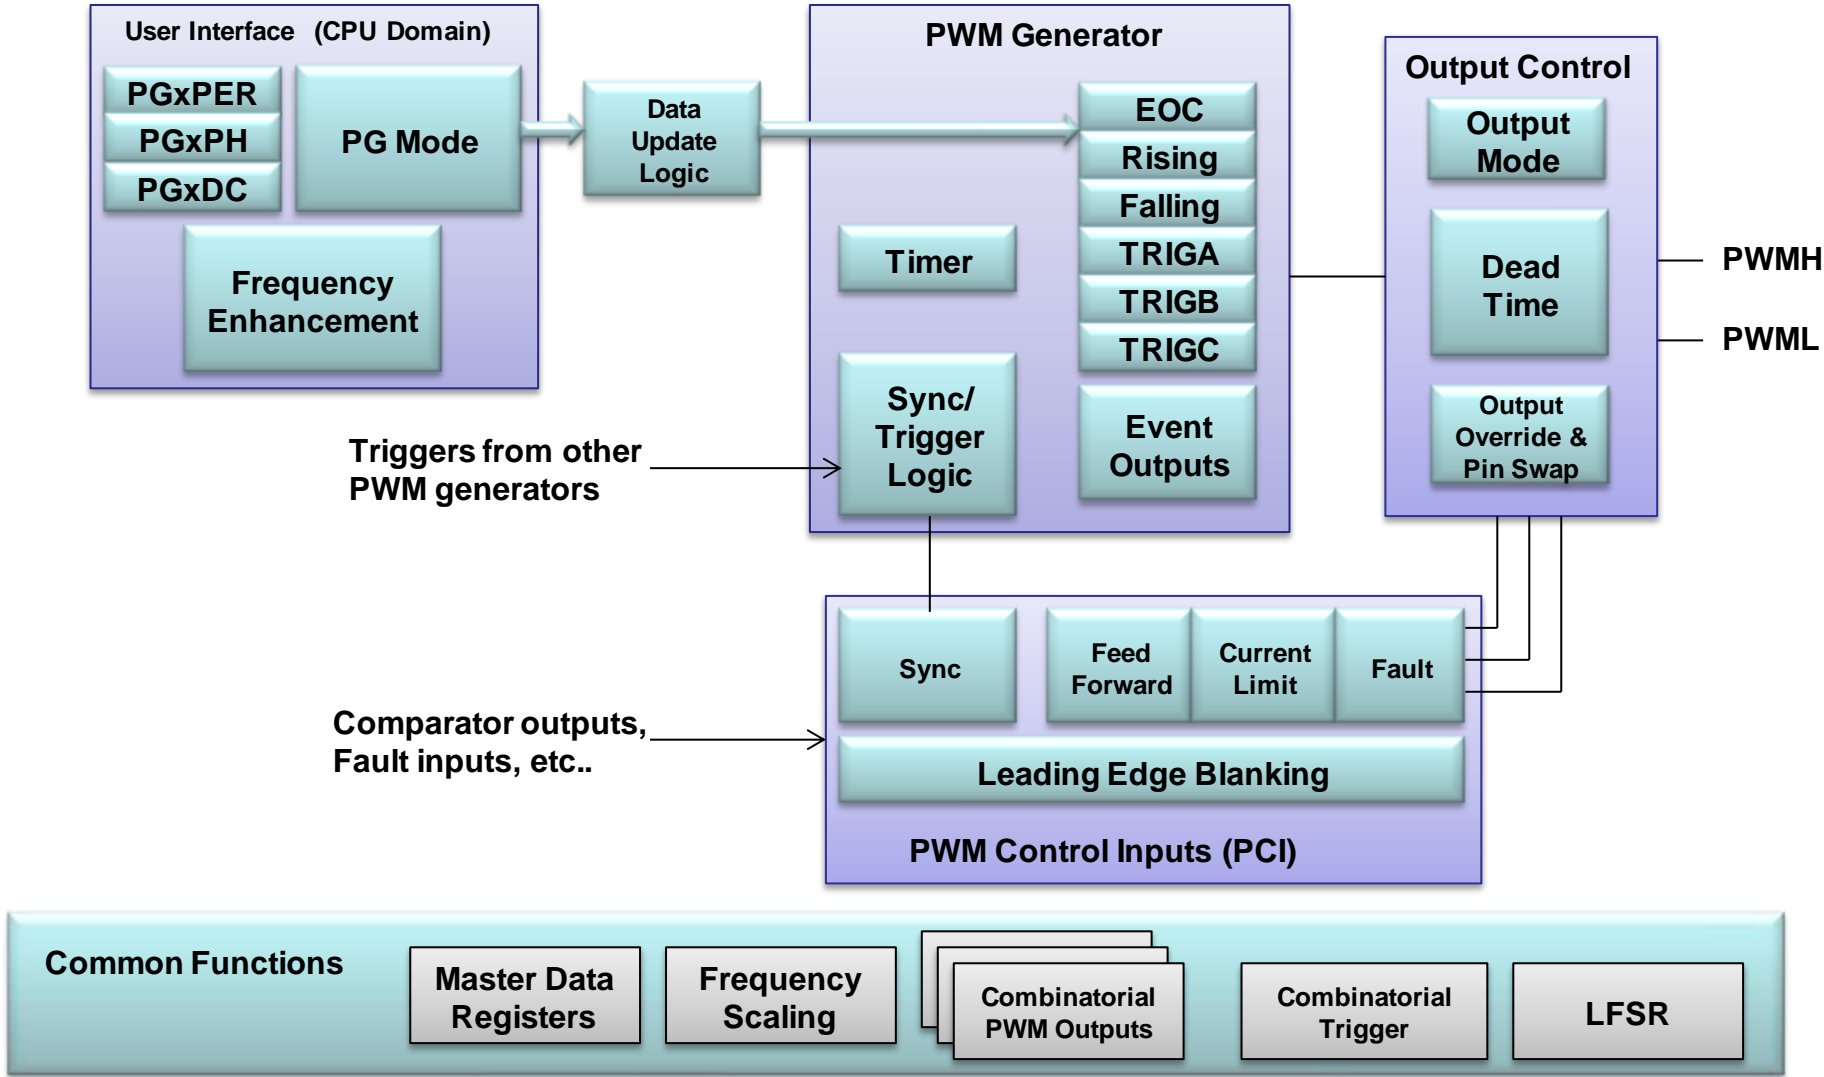 User Interface (CPU Domain)
PGxPER
PGxPH
PGxDC
PG Mode
Frequency
Enhancement
Data
Update
Logic
PWM Generator
EOC
Rising
Falling
TRIGA
TRIGB
TRIGC
Timer
Sync/
Trigger
Logic
Event
Outputs
Output Control
Output
Mode
Dead
Time
Output
Override &
Pin Swap
PWMH
PWML
Triggers from other
PWM generators
Sync
Feed
Forward
Current
Limit
Fault
Comparator outputs,
Fault inputs, etc..
Leading Edge Blanking
PWM Control Inputs (PCI)
Common Functions
Master Data
Registers
Frequency
Scaling
Combinatorial
PWM Outputs
Combinatorial
Trigger
LFSR